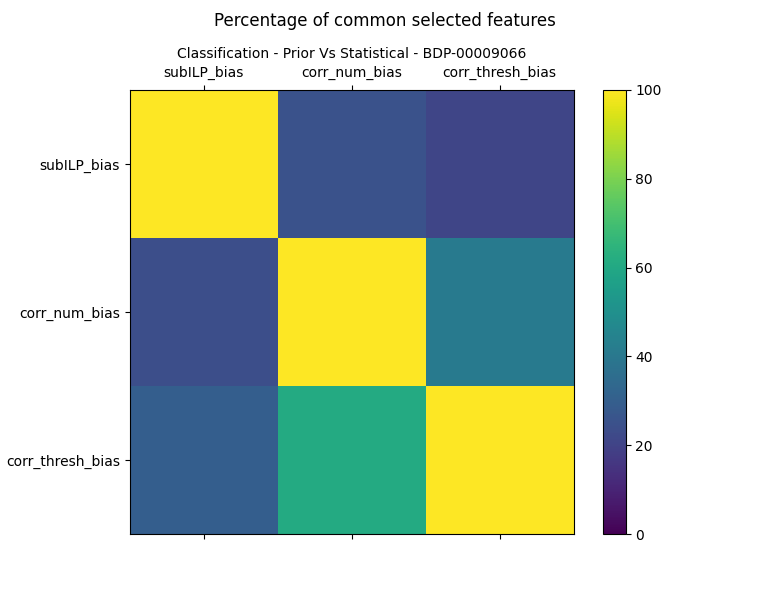 Percentage of common selected features
Classification - Prior Vs Statistical - BDP-00009066
subILP_bias corr_num_bias corr_thresh_bias
subILP_bias
corr_num_bias
corr_thresh_bias
100
80
60
40
20
0